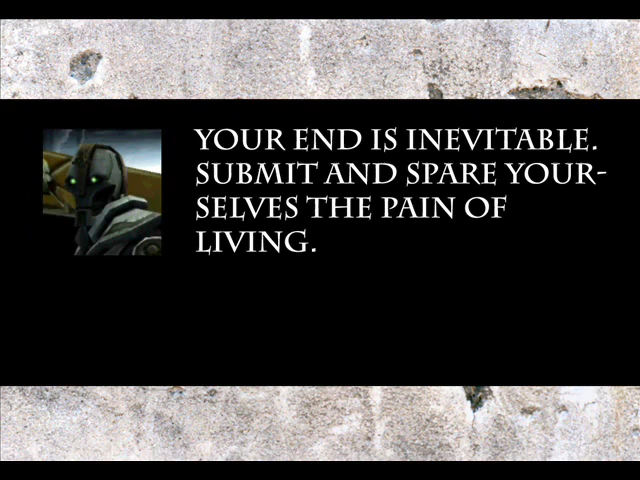 YOUR END IS INEVITABLE.
SUBMIT AND SPARE YOUR-
SELVES THE PAIN OF
LIVING.